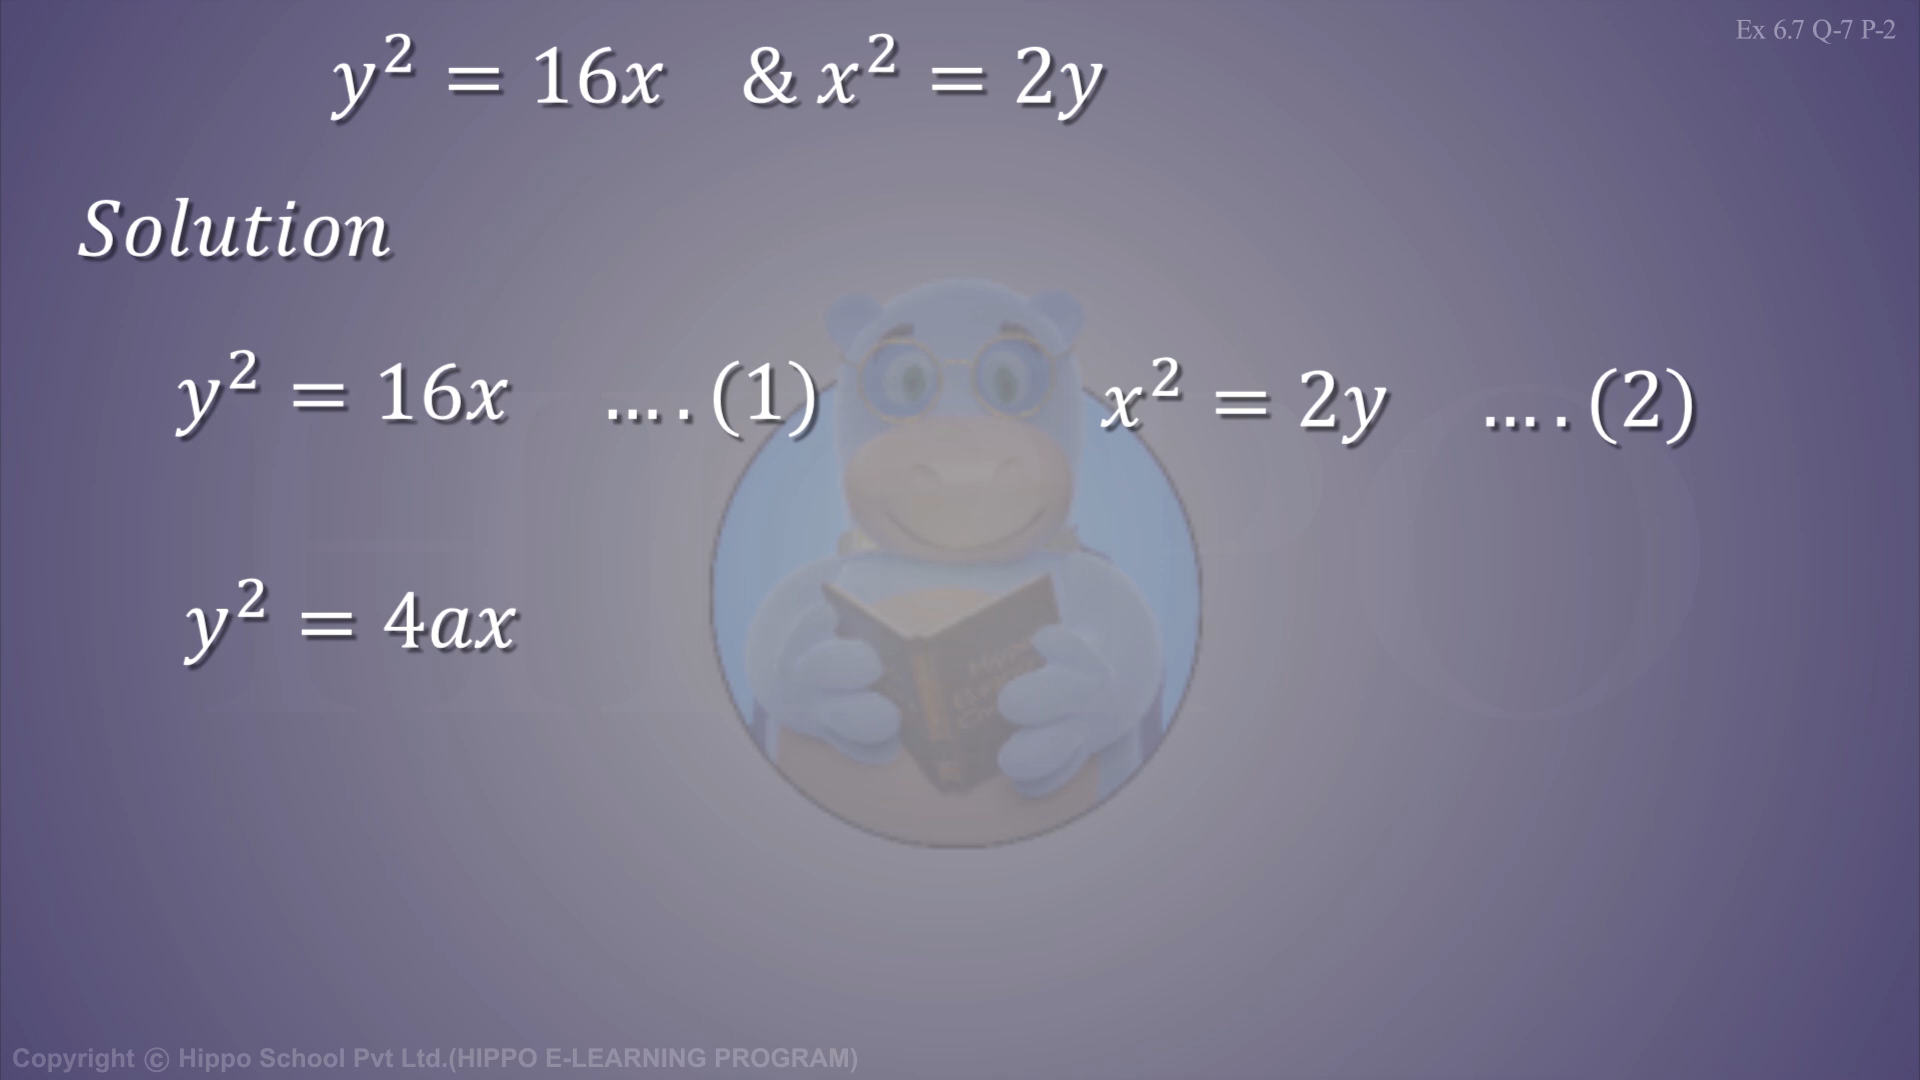 Ex 6.7 Q-7 P-2
y² = 16x & x² = 2y
Solution
y² = 16x ....(1) x² = 2y ....(2)
y² = 4ax
HIPPO
Copyright © Hippo School Pvt Ltd.(HIPPO E-LEARNING PROGRAM)